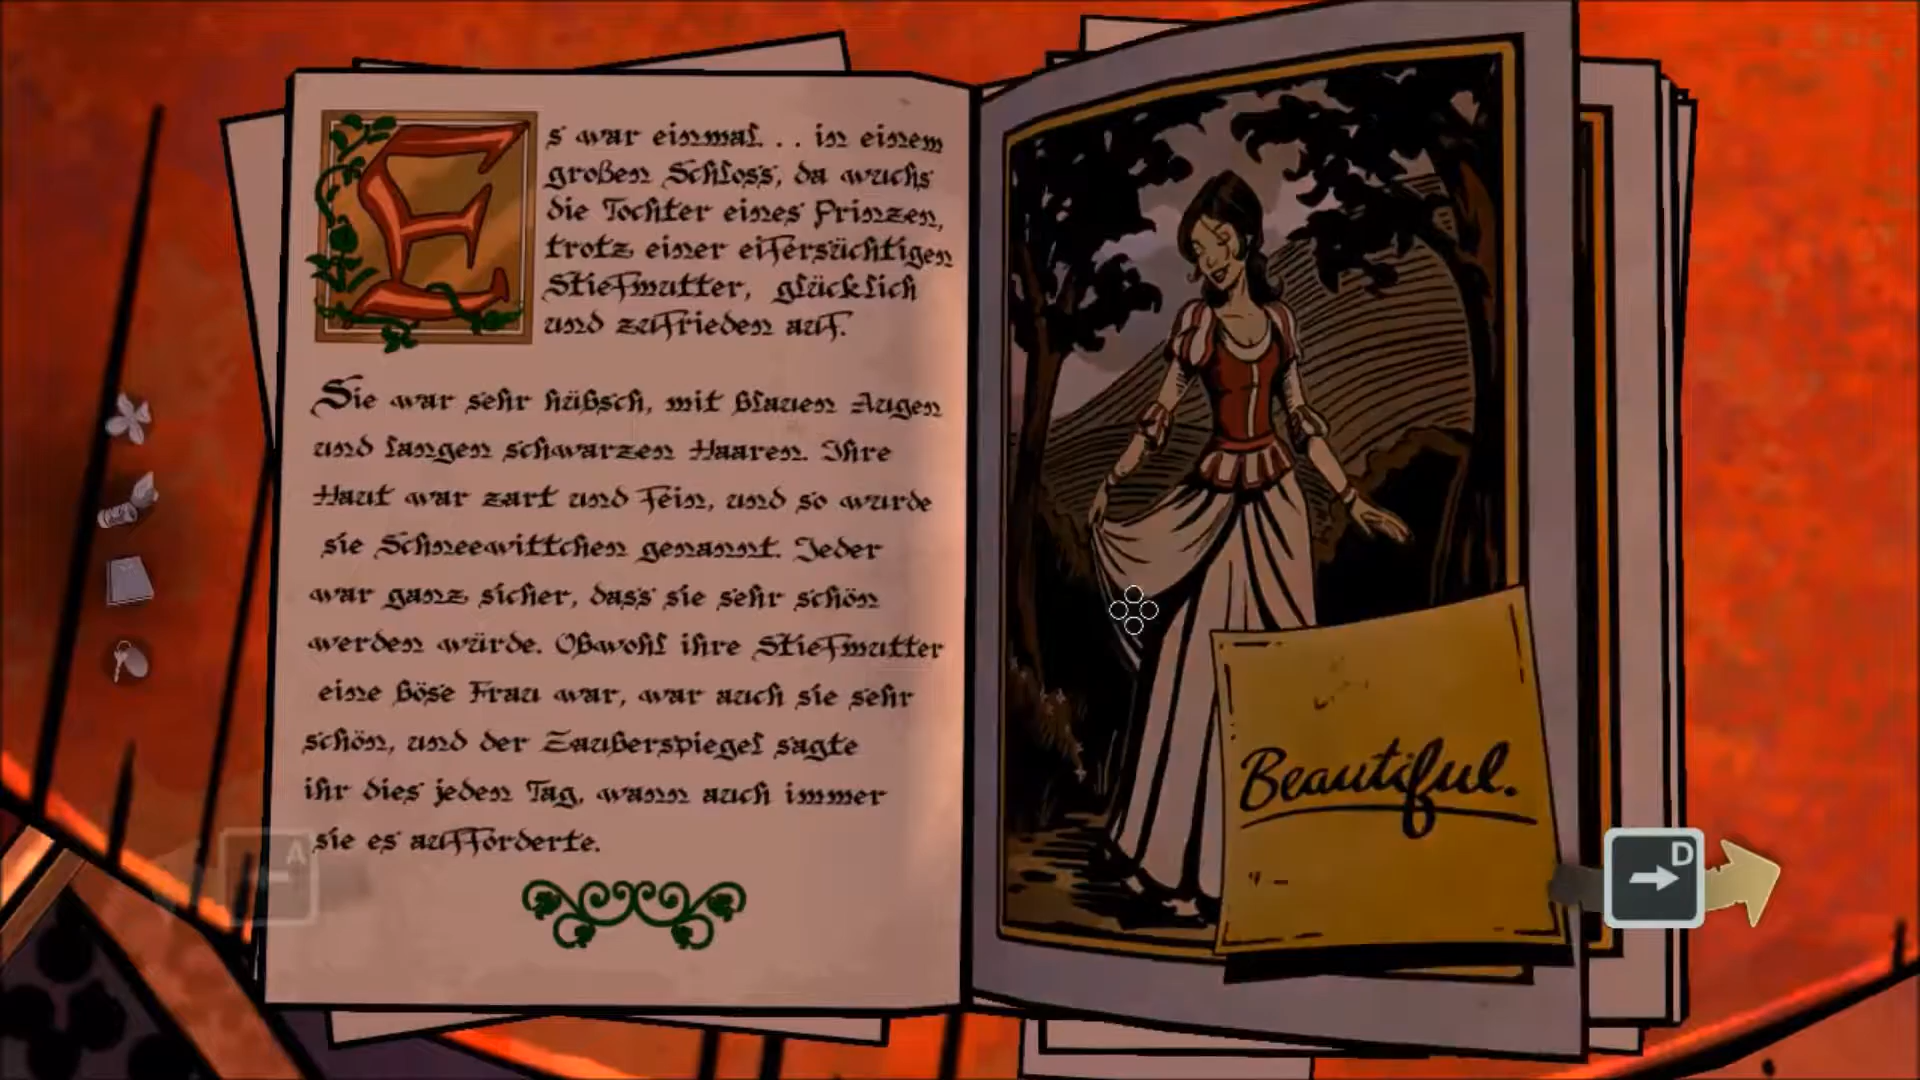 Es war einmal. . . in einem
großen Schloss, da wuchs
die Tochter eines Prinzen,
trotz einer eifersüchtigen
Stiefmutter, glücklich
und zufrieden auf.
Sie war sehr hübsch, mit blauen Augen
und langen schwarzen Haaren. Ihre
Haut war zart und fein, und so wurde
sie Schneewittchen genannt. Jeder
war ganz sicher, dass sie sehr schön
werden würde. Obwohl ihre Stiefmutter
eine böse Frau war, war auch sie sehr
schön, und der Zauberspiegel sagte
ihr dies jeden Tag, wann auch immer
sie es aufforderte.
Beautiful.
A
D